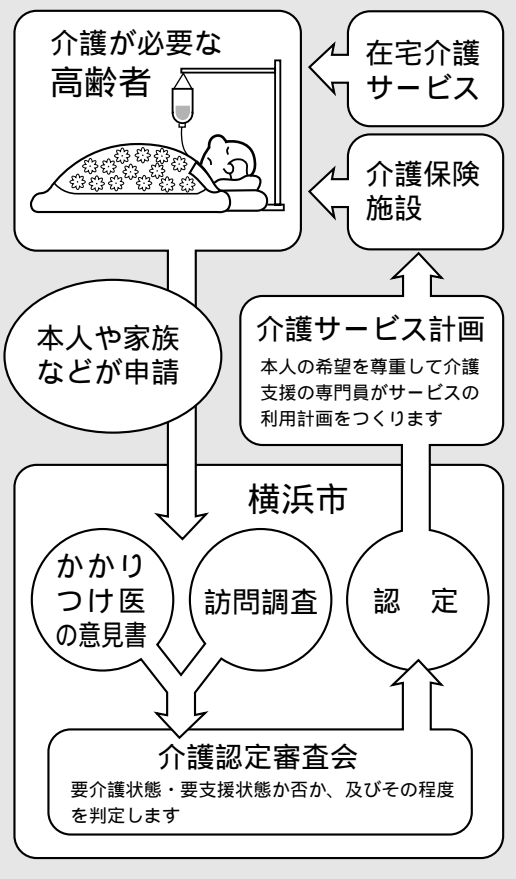 介護が必要な
高齢者
在宅介護
サービス
介護保険
施設
本人や家族
などが申請
介護サービス計画
本人の希望を尊重して介護
支援の専門員がサービスの
利用計画をつくります
横浜市
かかり
つけ医
の意見書
訪問調査
認 定
介護認定審査会
要介護状態・要支援状態か否か、及びその程度
を判定します